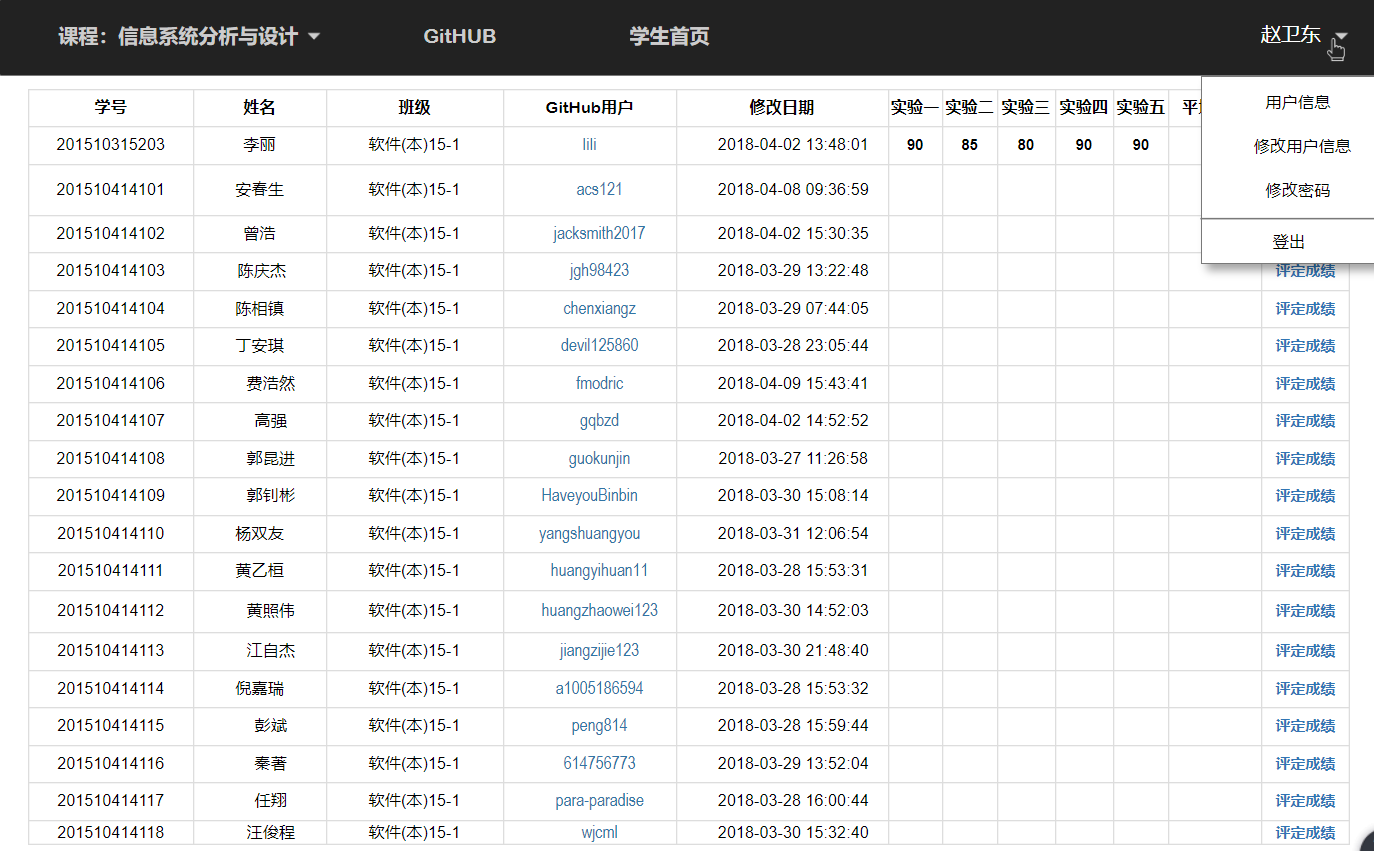 课程：信息系统分析与设计 GitHUB 学生首页 赵卫东
用户信息
修改用户信息
修改密码
登出
学号 姓名 班级 GitHub用户 修改日期 实验一 实验二 实验三 实验四 实验五 平
201510315203 李丽 软件(本)15-1 lili 2018-04-02 13:48:01 90 85 80 90 90
201510414101 安春生 软件(本)15-1 acs121 2018-04-08 09:36:59
201510414102 曾浩 软件(本)15-1 jacksmith2017 2018-04-02 15:30:35
201510414103 陈庆杰 软件(本)15-1 jgh98423 2018-03-29 13:22:48 评定成绩
201510414104 陈相镇 软件(本)15-1 chenxiangz 2018-03-29 07:44:05 评定成绩
201510414105 丁安琪 软件(本)15-1 devil125860 2018-03-28 23:05:44 评定成绩
201510414106 费浩然 软件(本)15-1 fmodric 2018-04-09 15:43:41 评定成绩
201510414107 高强 软件(本)15-1 gqbzd 2018-04-02 14:52:52 评定成绩
201510414108 郭昆进 软件(本)15-1 guokunjin 2018-03-27 11:26:58 评定成绩
201510414109 郭钊彬 软件(本)15-1 HaveyouBinbin 2018-03-30 15:08:14 评定成绩
201510414110 杨双友 软件(本)15-1 yangshuangyou 2018-03-31 12:06:54 评定成绩
201510414111 黄乙桓 软件(本)15-1 huangyihuan11 2018-03-28 15:53:31 评定成绩
201510414112 黄照伟 软件(本)15-1 huangzhaowei123 2018-03-30 14:52:03 评定成绩
201510414113 江自杰 软件(本)15-1 jiangzijie123 2018-03-30 21:48:40 评定成绩
201510414114 倪嘉瑞 软件(本)15-1 a1005186594 2018-03-28 15:53:32 评定成绩
201510414115 彭斌 软件(本)15-1 peng814 2018-03-28 15:59:44 评定成绩
201510414116 秦著 软件(本)15-1 614756773 2018-03-29 13:52:04 评定成绩
201510414117 任翔 软件(本)15-1 para-paradise 2018-03-28 16:00:44 评定成绩
201510414118 汪俊程 软件(本)15-1 wjcml 2018-03-30 15:32:40 评定成绩